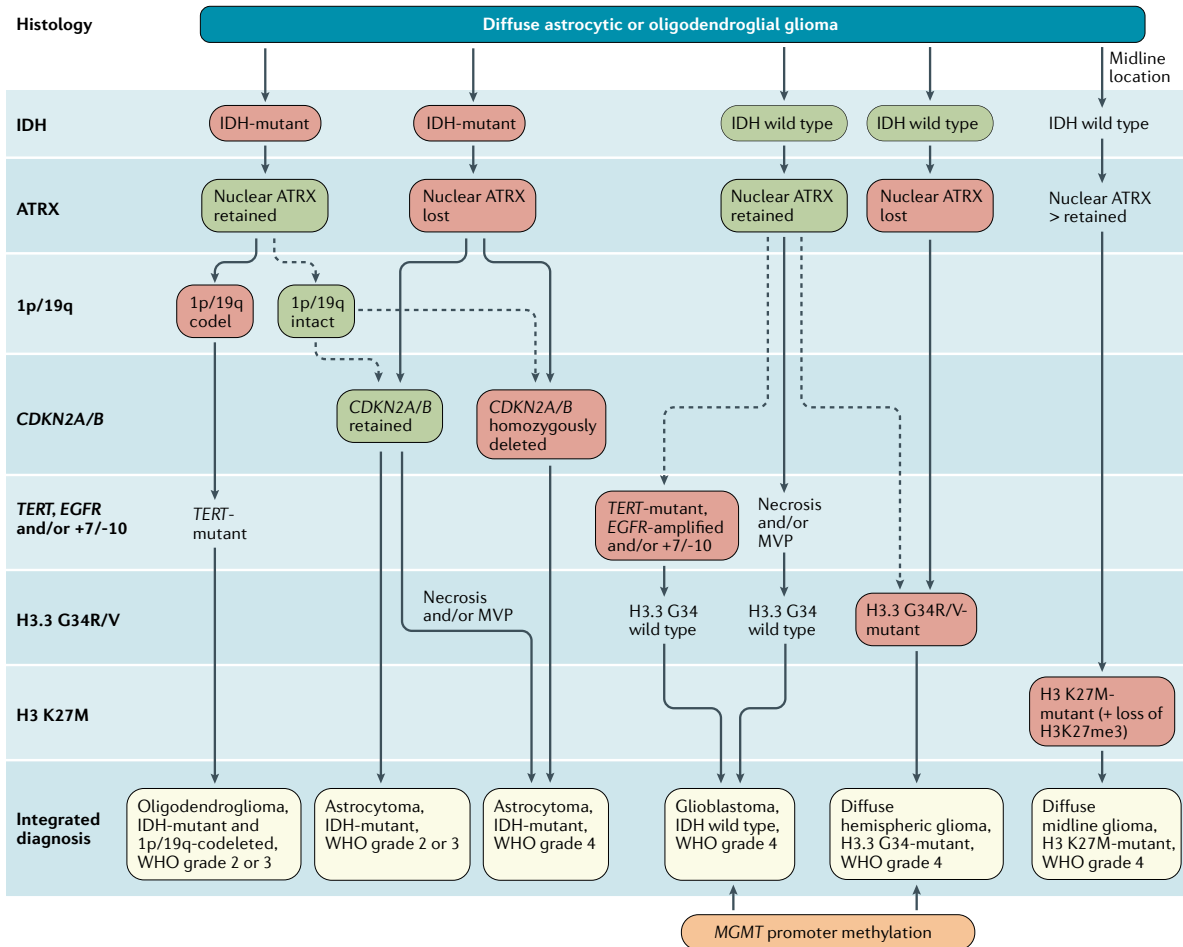 Histology
Diffuse astrocytic or oligodendroglial glioma
Midline
location
IDH
IDH-mutant
IDH-mutant
IDH wild type
IDH wild type
IDH wild type
ATRX
Nuclear ATRX
retained
Nuclear ATRX
lost
Nuclear ATRX
retained
Nuclear ATRX
lost
Nuclear ATRX
> retained
1p/19q
1p/19q
codel
1p/19q
intact
CDKN2A/B
CDKN2A/B
retained
CDKN2A/B
homozygously
deleted
TERT, EGFR
and/or +7/-10
TERT-
mutant
TERT-mutant,
EGFR-amplified
and/or +7/-10
Necrosis
and/or
MVP
H3.3 G34R/V
Necrosis
and/or MVP
H3.3 G34
wild type
H3.3 G34
wild type
H3.3 G34R/V-
mutant
H3 K27M
H3 K27M-
mutant (+ loss of
H3K27me3)
Integrated
diagnosis
Oligodendroglioma,
IDH-mutant and
1p/19q-codeleted,
WHO grade 2 or 3
Astrocytoma,
IDH-mutant,
WHO grade 2 or 3
Astrocytoma,
IDH-mutant,
WHO grade 4
Glioblastoma,
IDH wild type,
WHO grade 4
Diffuse
hemispheric glioma,
H3.3 G34-mutant,
WHO grade 4
Diffuse
midline glioma,
H3 K27M-mutant,
WHO grade 4
MGMT promoter methylation